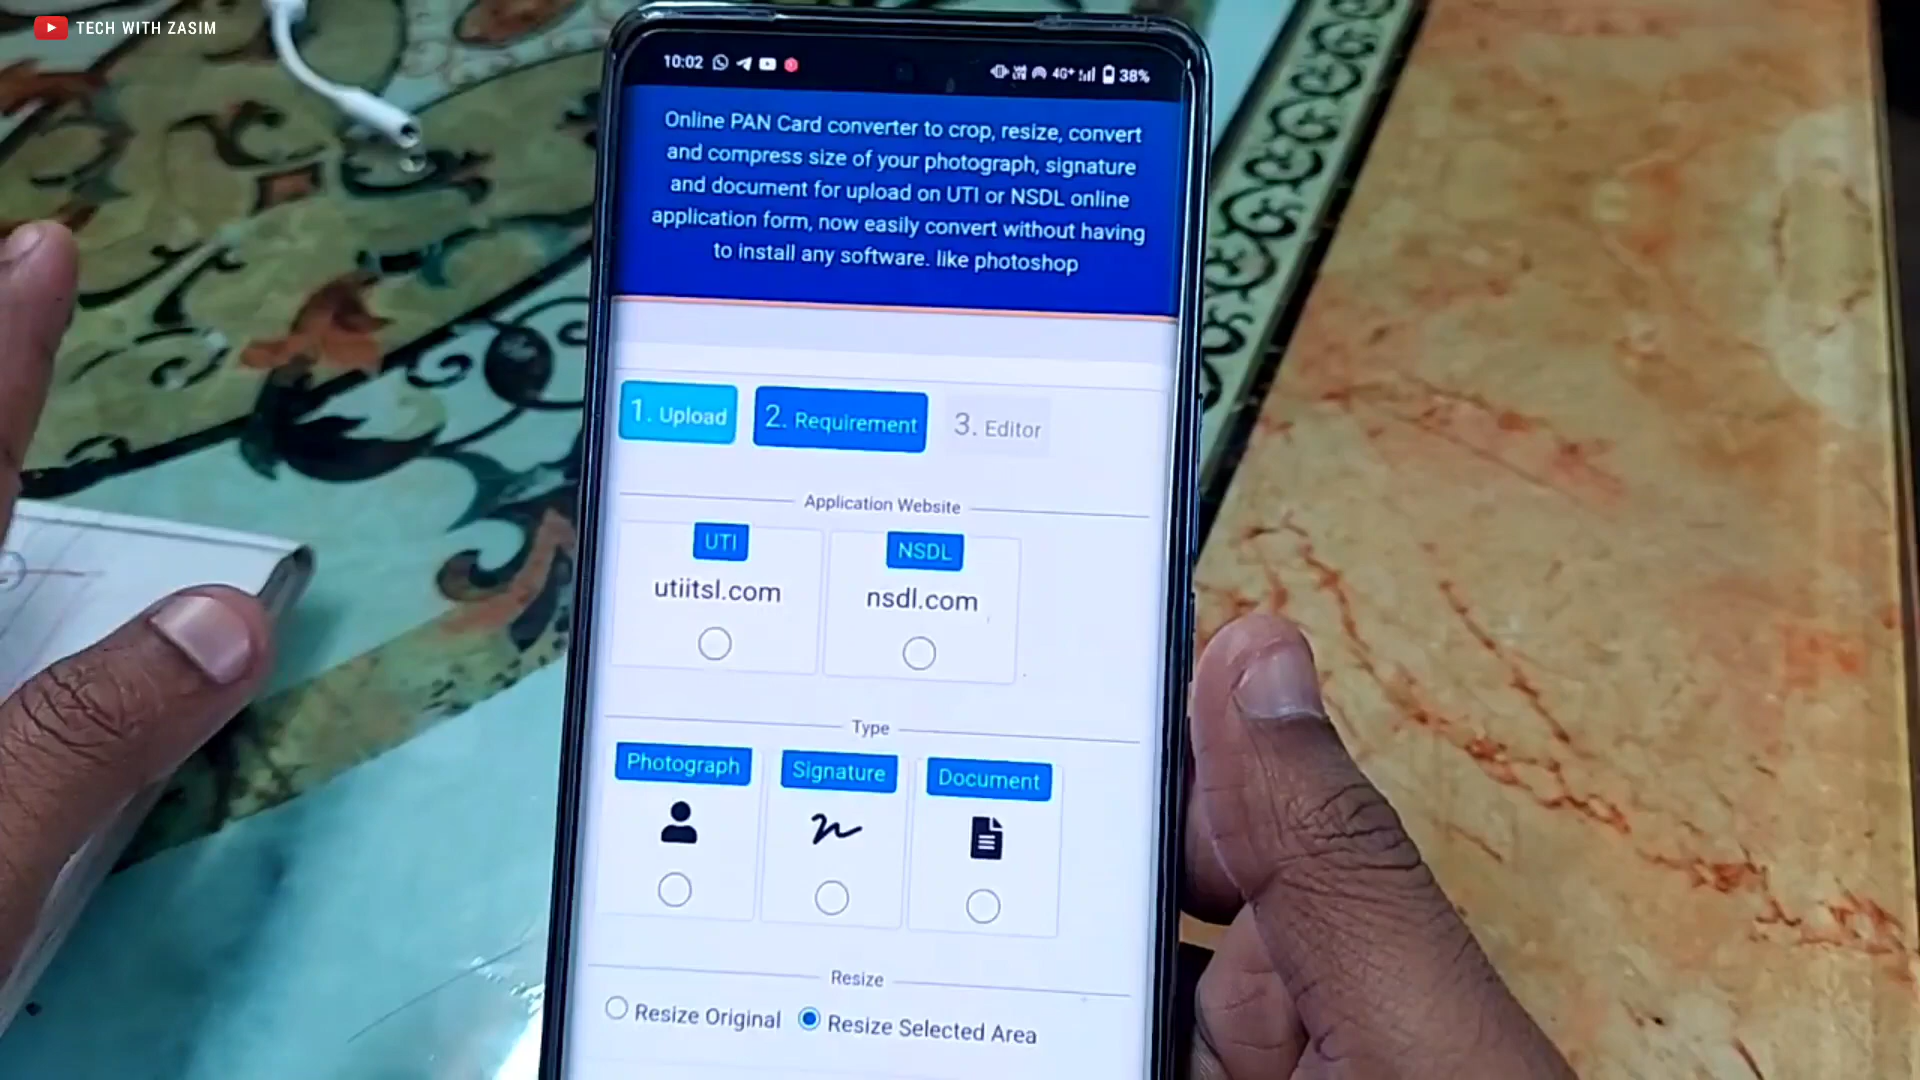 TECH WITH ZASIM
10:02 4G+ 38%
Online PAN Card converter to crop, resize, convert
and compress size of your photograph, signature
and document for upload on UTI or NSDL online
application form, now easily convert without having
to install any software. like photoshop
1. Upload 2. Requirement 3. Editor
Application Website
UTI NSDL
utiitsl.com nsdl.com
Type
Photograph Signature Document
Resize
Resize Original Resize Selected Area